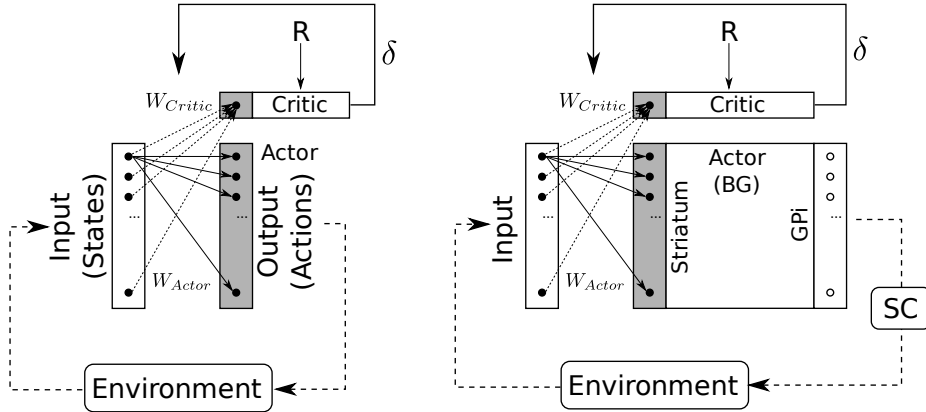 R
δ
W_Critic
Critic
Actor
Input
(States)
...
...
Output
(Actions)
W_Actor
Environment
R
δ
W_Critic
Critic
Actor
(BG)
Input
...
Striatum
...
GPi
...
W_Actor
SC
Environment